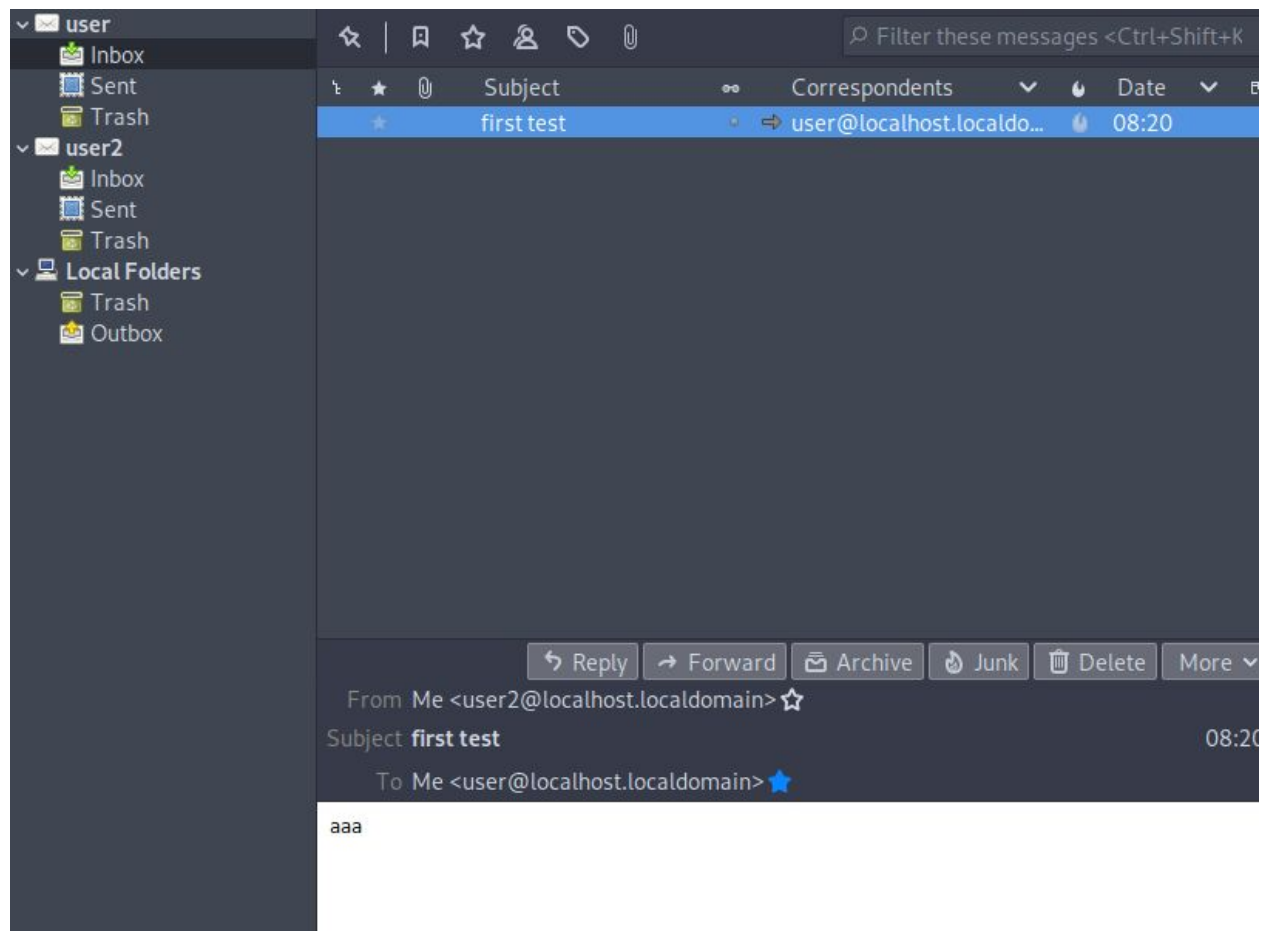 user
Inbox
Sent
Trash
user2
Inbox
Sent
Trash
Local Folders
Trash
Outbox
Filter these messages <Ctrl+Shift+K
Subject Correspondents Date
first test user@localhost.localdo... 08:20
Reply Forward Archive Junk Delete More
From Me <user2@localhost.localdomain>
Subject first test 08:20
To Me <user@localhost.localdomain>
aaa